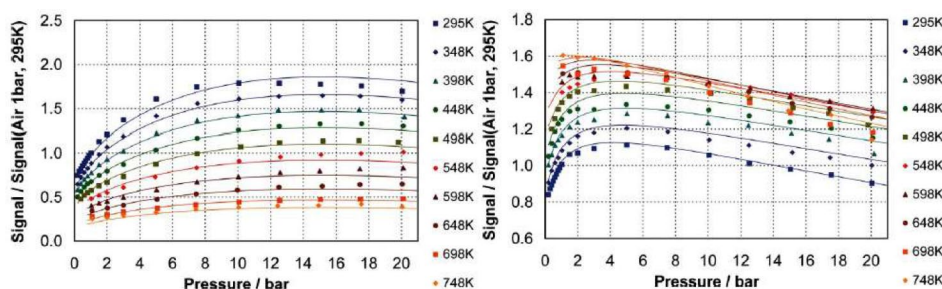 Signal / Signal(Air 1bar, 295K)
2.5
2.0
1.5
1.0
0.5
0.0
0 2 4 6 8 10 12 14 16 18 20
Pressure / bar
295K
348K
398K
448K
498K
548K
598K
648K
698K
748K
Signal / Signal(Air 1bar, 295K)
1.8
1.6
1.4
1.2
1.0
0.8
0.6
0 2 4 6 8 10 12 14 16 18 20
Pressure / bar
295K
348K
398K
448K
498K
548K
598K
648K
698K
748K